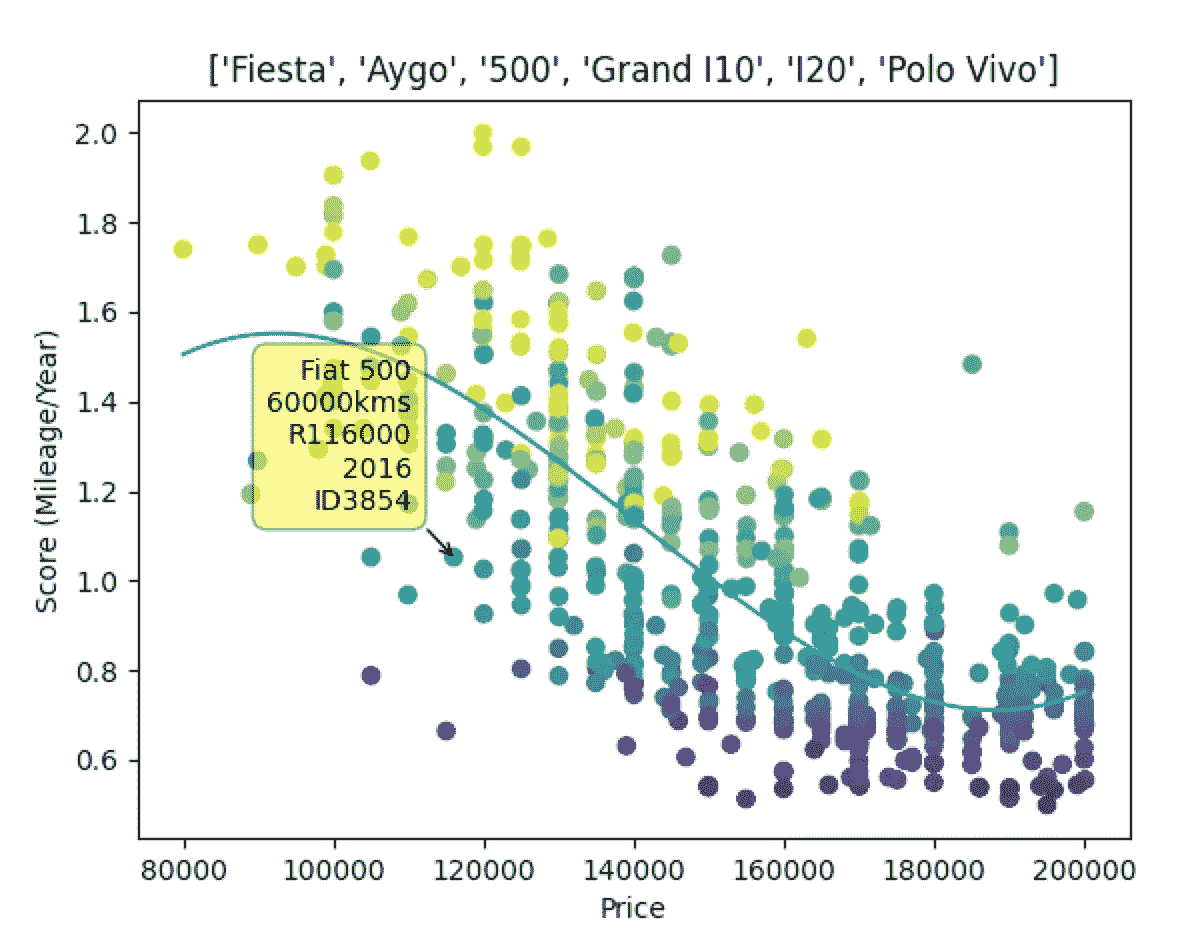 ['Fiesta', 'Aygo', '500', 'Grand I10', 'I20', 'Polo Vivo']
2.0
1.8
1.6
1.4
1.2
1.0
0.8
0.6
Score (Mileage/Year)
Fiat 500
60000kms
R116000
2016
ID3854
80000 100000 120000 140000 160000 180000 200000
Price